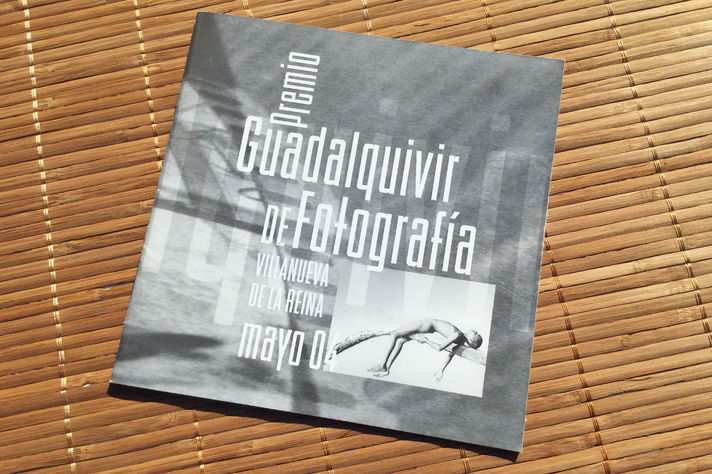 Premio
Guadalquivir
DE Fotografía
VILLANUEVA
DE LA REINA
mayo 04